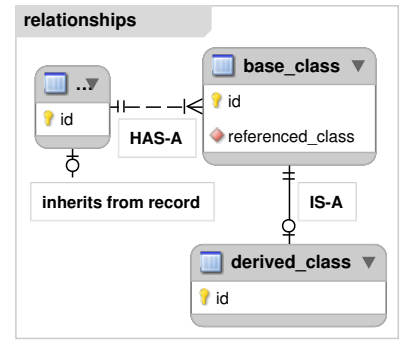 relationships
...
id
HAS-A
base_class
id
referenced_class
inherits from record
IS-A
derived_class
id